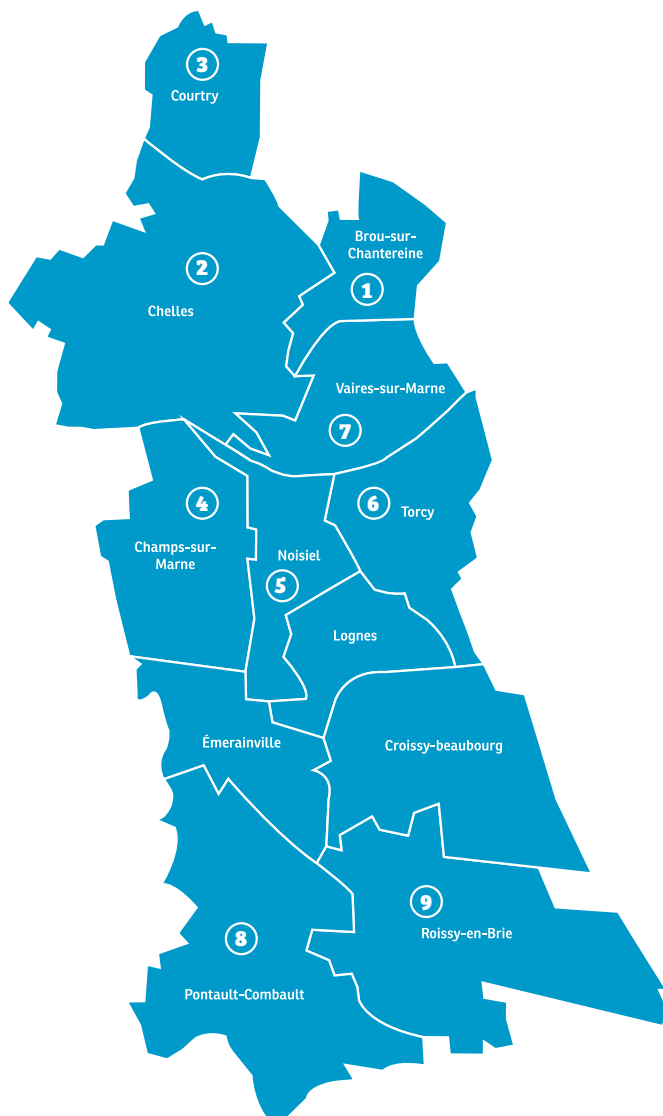 3
Courtry
Brou-sur-
Chantereine
1
2
Chelles
Vaires-sur-Marne
7
4
Champs-sur-
Marne
6
Torcy
Noisiel
5
Lognes
Émerainville
Croissy-beaubourg
9
Roissy-en-Brie
8
Pontault-Combault